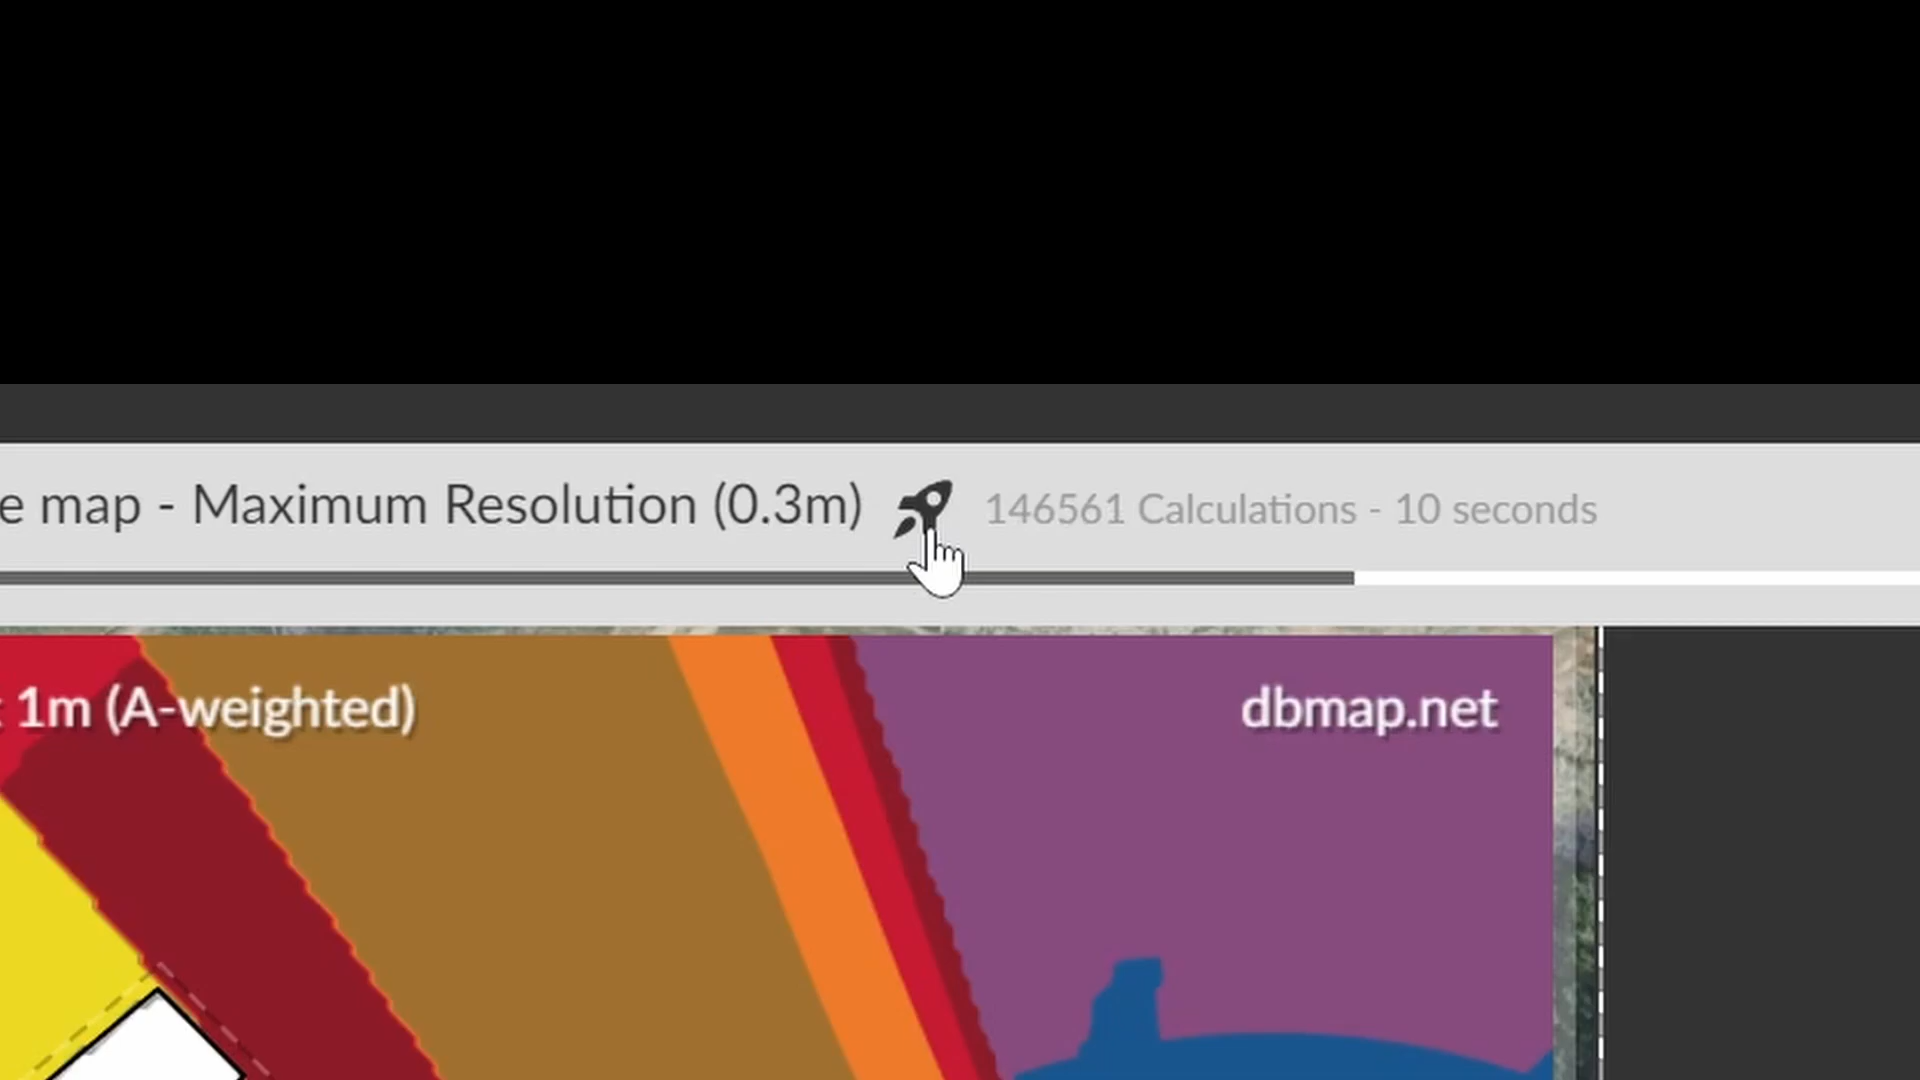 e map - Maximum Resolution (0.3m) 146561 Calculations - 10 seconds
1m (A-weighted)
dbmap.net